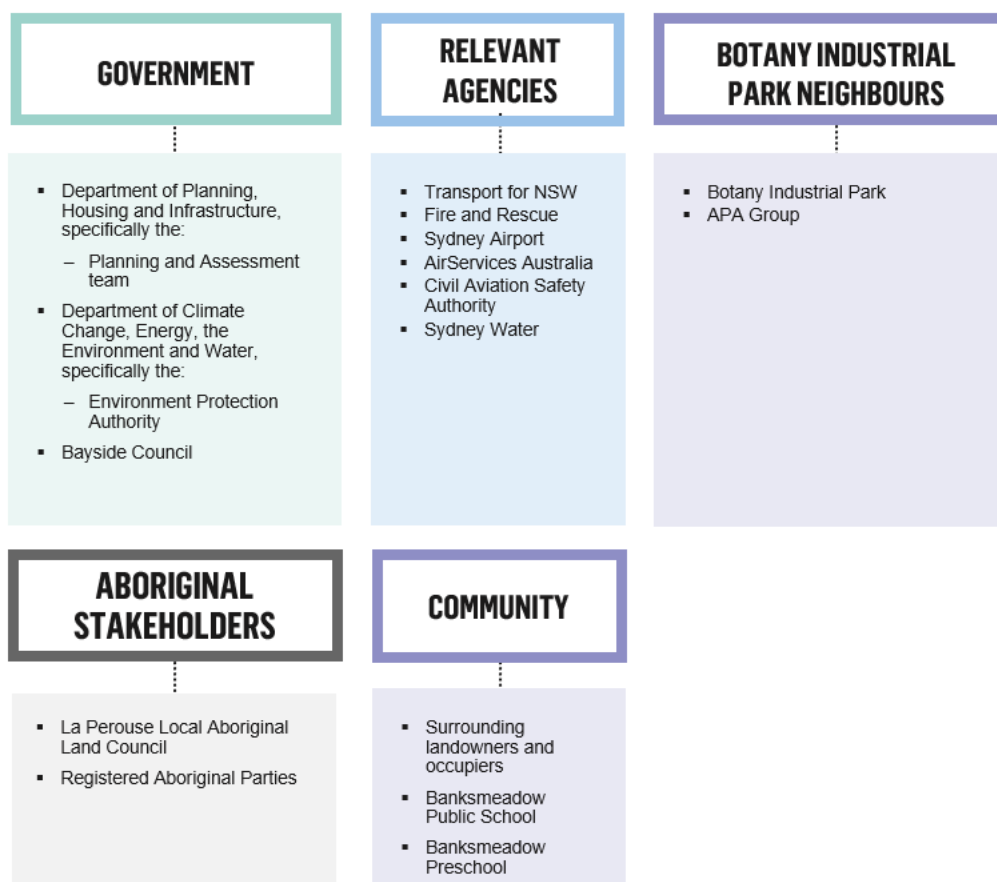 GOVERNMENT
▪ Department of Planning,
Housing and Infrastructure,
specifically the:
– Planning and Assessment
team
▪ Department of Climate
Change, Energy, the
Environment and Water,
specifically the:
– Environment Protection
Authority
▪ Bayside Council
RELEVANT
AGENCIES
▪ Transport for NSW
▪ Fire and Rescue
▪ Sydney Airport
▪ AirServices Australia
▪ Civil Aviation Safety
Authority
▪ Sydney Water
BOTANY INDUSTRIAL
PARK NEIGHBOURS
▪ Botany Industrial Park
▪ APA Group
ABORIGINAL
STAKEHOLDERS
▪ La Perouse Local Aboriginal
Land Council
▪ Registered Aboriginal Parties
COMMUNITY
▪ Surrounding
landowners and
occupiers
▪ Banksmeadow
Public School
▪ Banksmeadow
Preschool